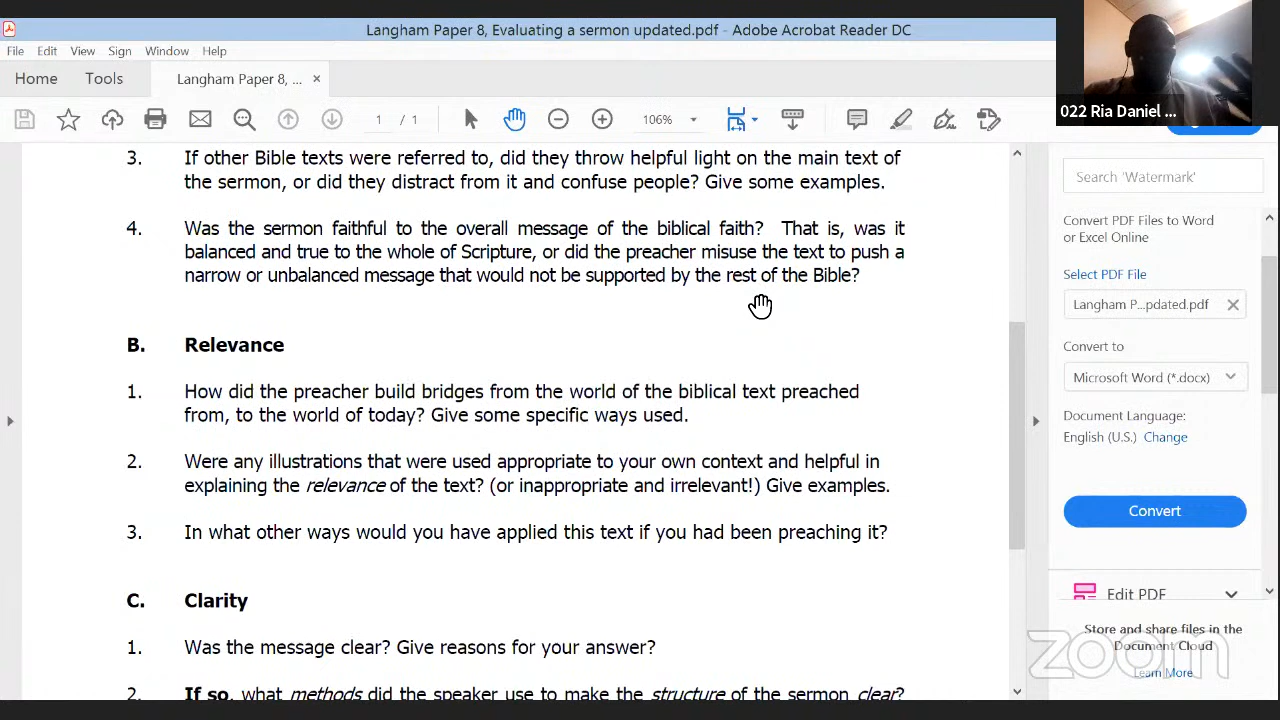 Langham Paper 8, Evaluating a sermon updated.pdf - Adobe Acrobat Reader DC
File Edit View Sign Window Help
Home Tools Langham Paper 8, ... ×
1 / 1 106%
022 Ria Daniel ...
3. If other Bible texts were referred to, did they throw helpful light on the main text of
the sermon, or did they distract from it and confuse people? Give some examples.
4. Was the sermon faithful to the overall message of the biblical faith? That is, was it
balanced and true to the whole of Scripture, or did the preacher misuse the text to push a
narrow or unbalanced message that would not be supported by the rest of the Bible?
B. Relevance
1. How did the preacher build bridges from the world of the biblical text preached
from, to the world of today? Give some specific ways used.
2. Were any illustrations that were used appropriate to your own context and helpful in
explaining the relevance of the text? (or inappropriate and irrelevant!) Give examples.
3. In what other ways would you have applied this text if you had been preaching it?
C. Clarity
1. Was the message clear? Give reasons for your answer?
2. If so, what methods did the speaker use to make the structure of the sermon clear?
Search 'Watermark'
Convert PDF Files to Word
or Excel Online
Select PDF File
Langham P...pdated.pdf
Convert to
Microsoft Word (*.docx)
Document Language:
English (U.S.) Change
Convert
Edit PDF
Store and share files in the
Document Cloud
Learn More
zoom